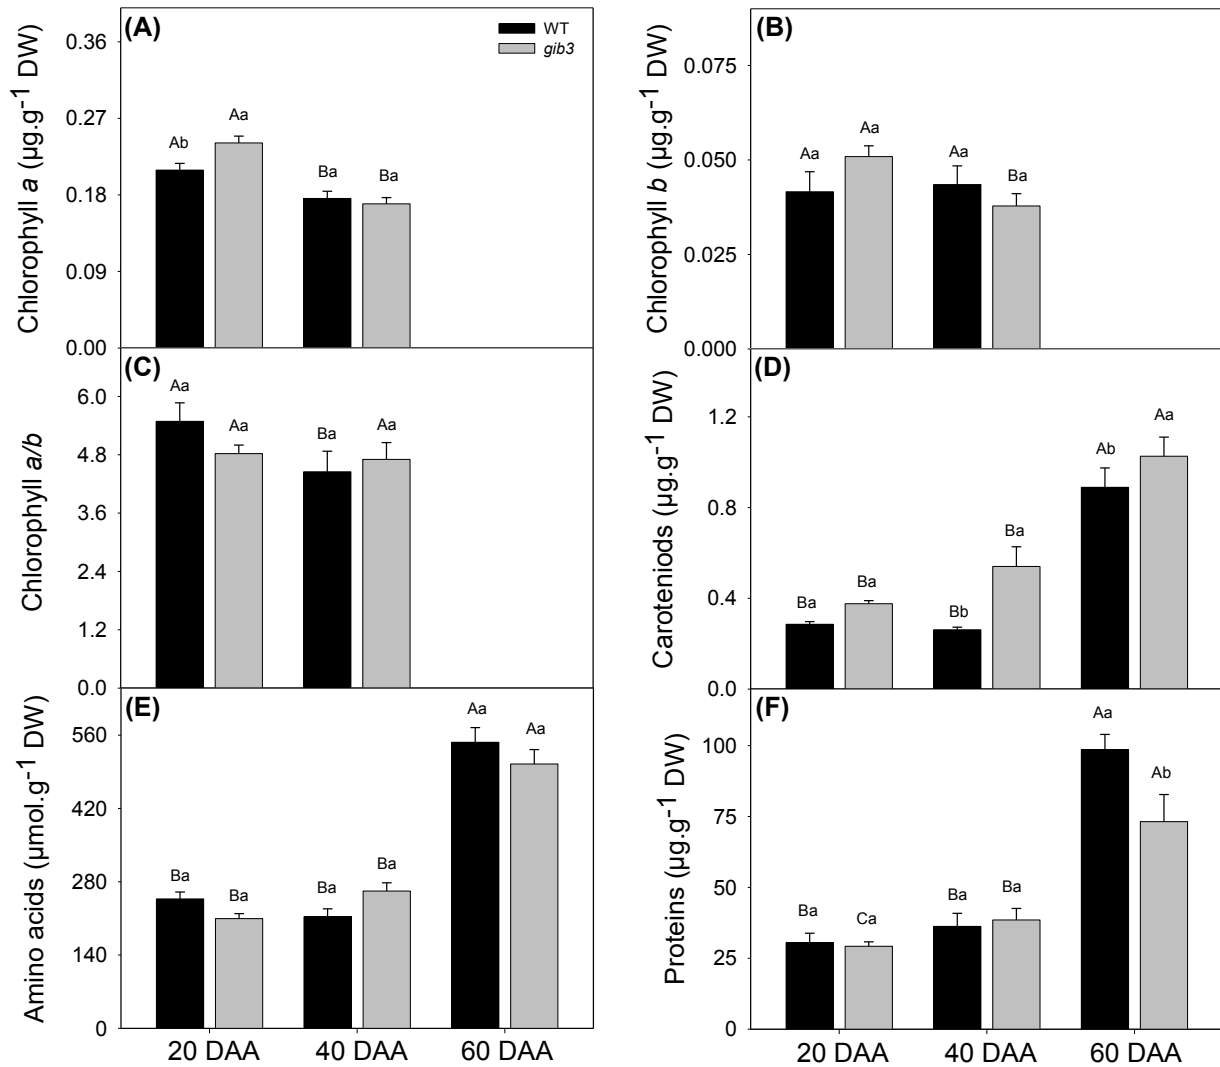 (A)
WT
gib3
Chlorophyll a (µg.g⁻¹ DW)
0.36
0.27
0.18
0.09
0.00
Ab
Aa
Ba
Ba
(B)
Chlorophyll b (µg.g⁻¹ DW)
0.075
0.050
0.025
0.000
Aa
Aa
Aa
Ba
(C)
Chlorophyll a/b
6.0
4.8
3.6
2.4
1.2
0.0
Aa
Aa
Ba
Aa
(D)
Caroteniods (µg.g⁻¹ DW)
1.2
0.8
0.4
0.0
Ba
Ba
Bb
Ba
Ab
Aa
(E)
Amino acids (µmol.g⁻¹ DW)
560
420
280
140
0
Ba
Ba
Ba
Ba
Aa
Aa
20 DAA
40 DAA
60 DAA
(F)
Proteins (µg.g⁻¹ DW)
100
75
50
25
0
Ba
Ca
Ba
Ba
Aa
Ab
20 DAA
40 DAA
60 DAA